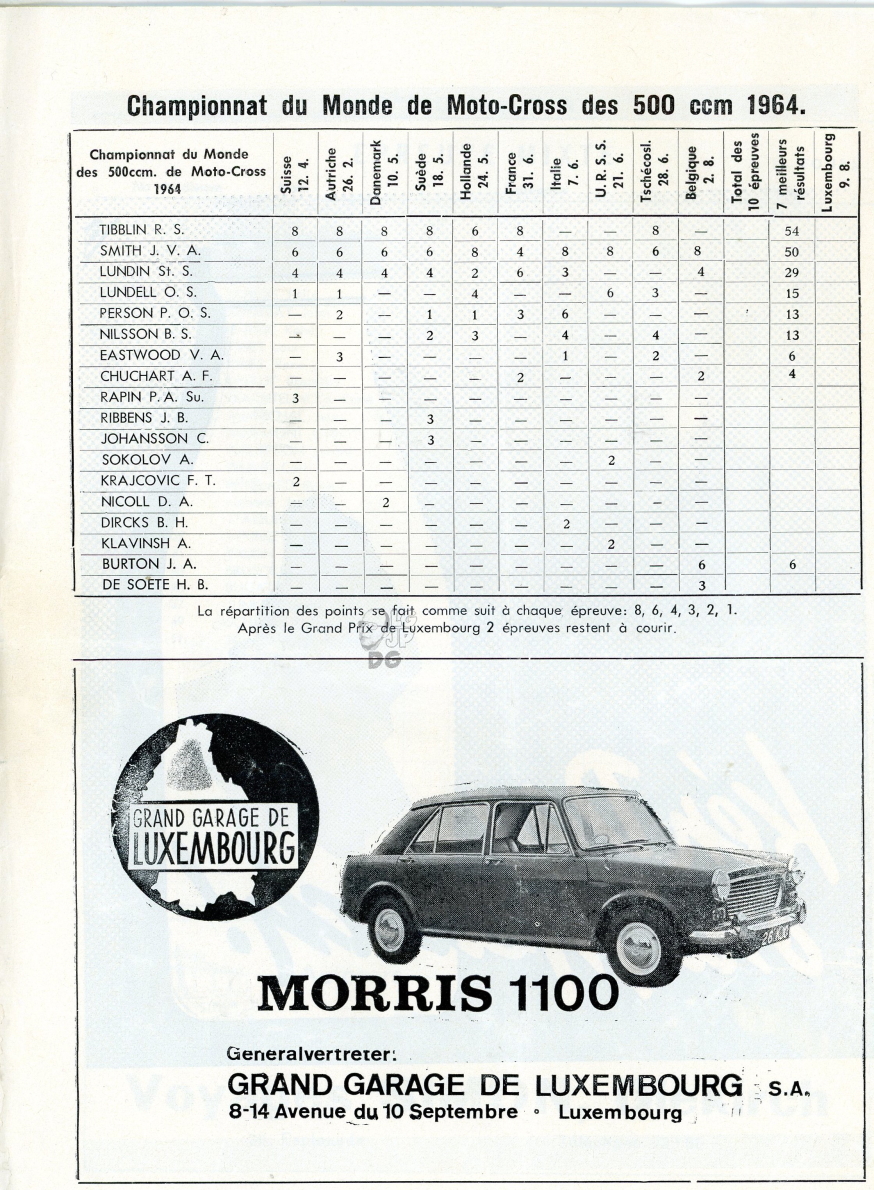 Championnat du Monde de Moto-Cross des 500 ccm 1964.
Championnat du Monde des 500ccm. de Moto-Cross 1964 | Suisse 12. 4. | Autriche 26. 2. | Danemark 10. 5. | Suède 18. 5. | Hollande 24. 5. | France 31. 6. | Italie 7. 6. | U. R. S. S. 21. 6. | Tschécosl. 28. 6. | Belgique 2. 8. | Total des 10 épreuves | 7 meilleurs résultats | Luxembourg 9. 8.
TIBBLIN R. S. 8 8 8 8 6 8 — — 8 — 54
SMITH J. V. A. 6 6 6 6 8 4 8 8 6 8 50
LUNDIN St. S. 4 4 4 4 2 6 3 — — 4 29
LUNDELL O. S. 1 1 — — 4 — — 6 3 — 15
PERSON P. O. S. — 2 — 1 1 3 6 — — — 13
NILSSON B. S. — — — 2 3 — 4 — 4 — 13
EASTWOOD V. A. — 3 — — — — 1 — 2 — 6
CHUCHART A. F. — — — — — 2 — — — 2 4
RAPIN P. A. Su. 3 — — — — — — — — —
RIBBENS J. B. — — — 3 — — — — — —
JOHANSSON C. — — — 3 — — — — — —
SOKOLOV A. — — — — — — — 2 — —
KRAJCOVIC F. T. 2 — — — — — — — — —
NICOLL D. A. — — 2 — — — — — — —
DIRCKS B. H. — — — — — — 2 — — —
KLAVINSH A. — — — — — — — 2 — —
BURTON J. A. — — — — — — — — — 6 6
DE SOETE H. B. — — — — — — — — — 3
La répartition des points se fait comme suit à chaque épreuve: 8, 6, 4, 3, 2, 1.
Après le Grand Prix de Luxembourg 2 épreuves restent à courir.
DG
GRAND GARAGE DE
LUXEMBOURG
MORRIS 1100
Generalvertreter:
GRAND GARAGE DE LUXEMBOURG S.A.
8-14 Avenue du 10 Septembre ° Luxembourg